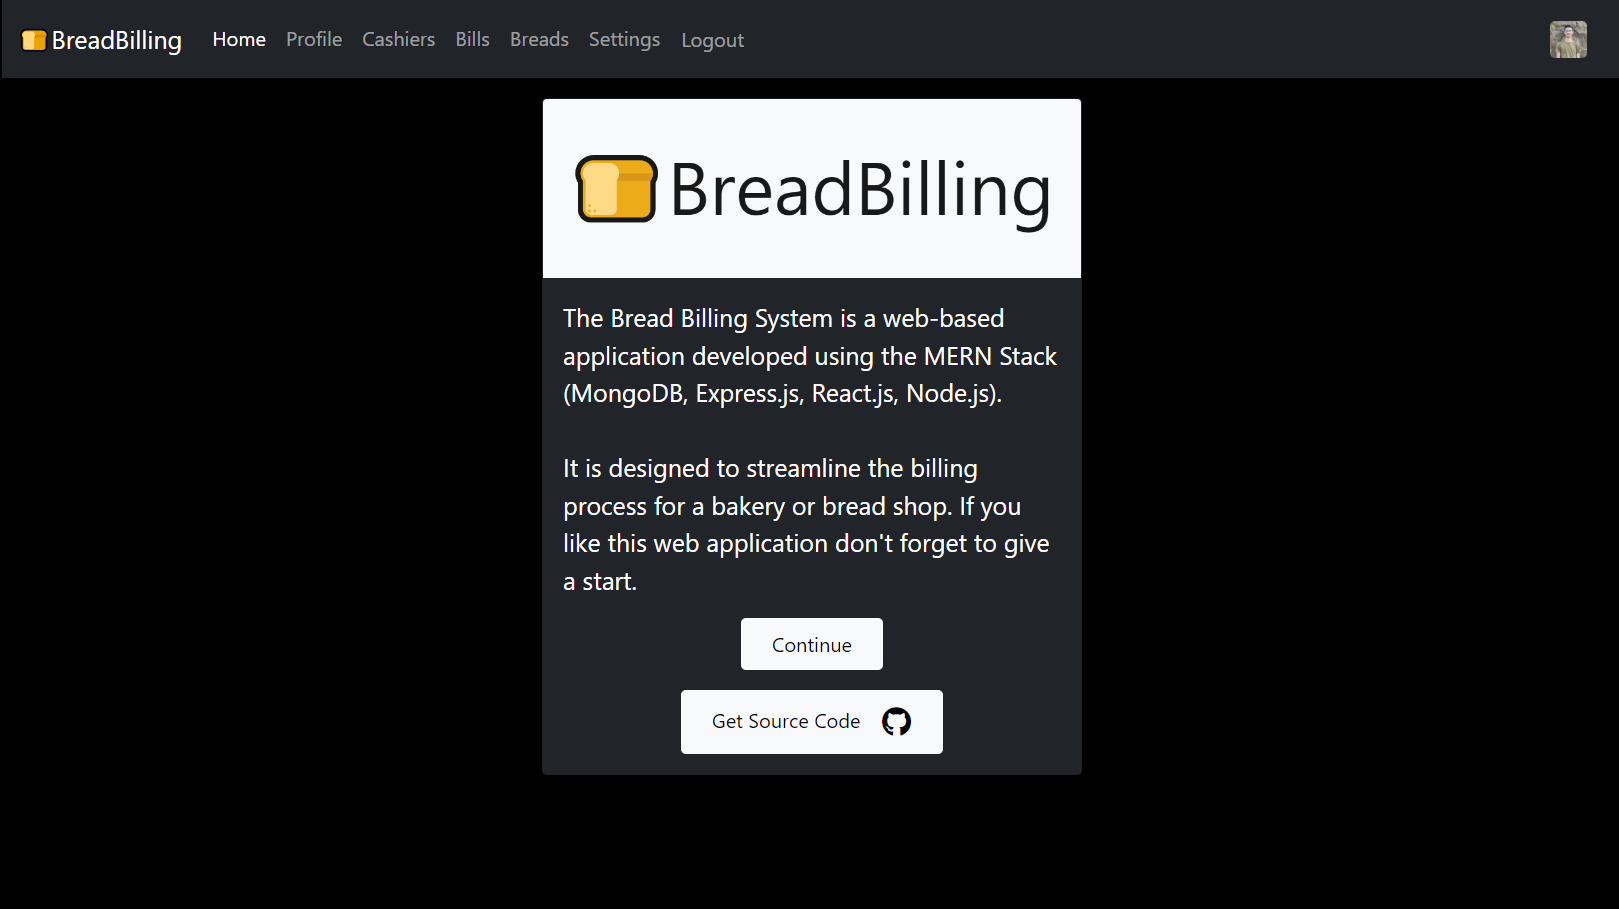 BreadBilling Home Profile Cashiers Bills Breads Settings Logout
BreadBilling
The Bread Billing System is a web-based
application developed using the MERN Stack
(MongoDB, Express.js, React.js, Node.js).
It is designed to streamline the billing
process for a bakery or bread shop. If you
like this web application don't forget to give
a start.
Continue
Get Source Code